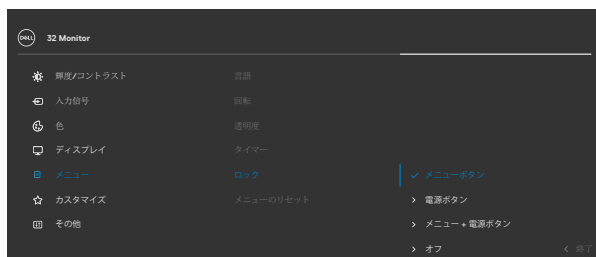 DELL 32 Monitor
輝度/コントラスト 言語
入力信号 回転
色 透明度
ディスプレイ タイマー
メニュー ロック メニューボタン
カスタマイズ メニューのリセット 電源ボタン
その他 メニュー + 電源ボタン
オフ 終了